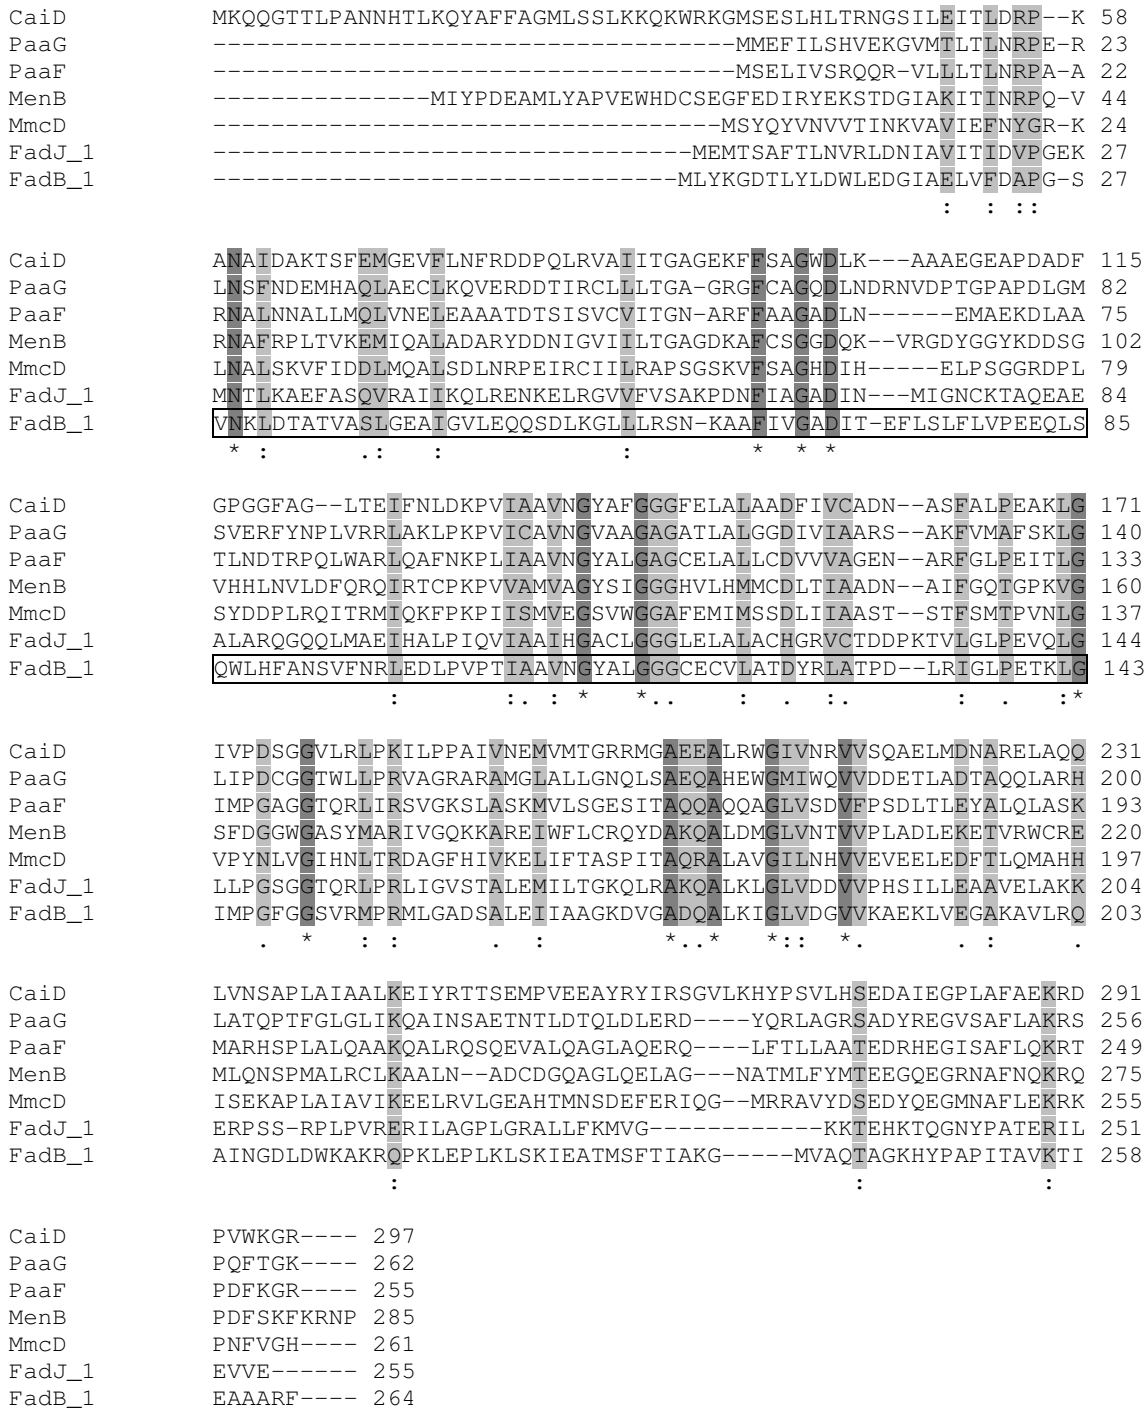 CaiD MKQQGTTLPANNHTLKQYAFFAGMLSSLKKQKWRKGMSESLHLTRNGSILEITLDRP--K 58
PaaG ------------------------------------MMEFILSHVEKGVMTLTLNRPE-R 23
PaaF ------------------------------------MSELIVSRQQR-VLLLTLNRPA-A 22
MenB ---------------MIYPDEAMLYAPVEWHDCSEGFEDIRYEKSTDGIAKITINRPQ-V 44
MmcD -----------------------------------MSYQYVNVVTINKVAVIEFNYGR-K 24
FadJ_1 ---------------------------------MEMTSAFTLNVRLDNIAVITIDVPGEK 27
FadB_1 --------------------------------MLYKGDTLYLDWLEDGIAELVFDAPG-S 27
: : ::
CaiD ANAIDAKTSFEMGEVFLNFRDDPQLRVAIITGAGEKFFSAGWDLK---AAAEGEAPDADF 115
PaaG LNSFNDEMHAQLAECLKQVERDDTIRCLLLTGA-GRGFCAGQDLNDRNVDPTGPAPDLGM 82
PaaF RNALNNALLMQLVNELEAAATDTSISVCVITGN-ARFFAAGADLN------EMAEKDLAA 75
MenB RNAFRPLTVKEMIQALADARYDDNIGVIILTGAGDKAFCSGGDQK--VRGDYGGYKDDSG 102
MmcD LNALSKVFIDDLMQALSDLNRPEIRCIILRAPSGSKVFSAGHDIH----ELPSGGRDPL 79
FadJ_1 MNTLKAEFASQVRAIIKQLRENKELRGVVFVSAKPDNFIAGADIN---MIGNCKTAQEAE 84
FadB_1 VNKLDTATVASLGEAIGVLEQQSDLKGLLLRSN-KAAFIVGADIT-EFLSLFLVPEEQLS 85
* : .: : : * * *
CaiD GPGGFAG--LTEIFNLDKPVIAAVNGYAFGGGFELALAADFIVCADN--ASFALPEAKLG 171
PaaG SVERFYNPLVRRLAKLPKPVICAVNGVAAGAGATLALGGDIVIAARS--AKFVMAFSKLG 140
PaaF TLNDTRPQLWARLQAFNKPLIAAVNGYALGAGCELALLCDVVVAGEN--ARFGLPEITLG 133
MenB VHHLNVLDFQRQIRTCPKPVVAMVAGYSIGGGHVLHMMCDLTIAADN--AIFGQTGPKVG 160
MmcD SYDDPLRQITRMIQKFPKPIISMVEGSVWGGAFEMIMSSDLIIAAST--STFSMTPVNLG 137
FadJ_1 ALARQGQQLMAEIHALPIQVIAAIHGACLGGGLELALACHGRVCTDDPKTVLGLPEVQLG 144
FadB_1 QWLHFANSVFNRLEDLPVPTIAAVNGYALGGGCECVLATDYRLATPD--LRIGLPETKLG 143
: :. : * *.. : . :. : . :*
CaiD IVPDSGGVLRLPKILPPAIVNEMVMTGRRMGAEEALRWGIVNRVVSQAELMDNARELAQQ 231
PaaG LIPDCGGTWLLPRVAGRARAMGLALLGNQLSAEQAHEWGMIWQVVDDETLADTAQQLARH 200
PaaF IMPGAGGTQRLIRSVGKSLASKMVLSGESITAQQAQQAGLVSDVFPSDLTLEYALQLASK 193
MenB SFDGGWGASYMARIVGQKKAREIWFLCRQYDAKQALDMGLVNTVVPLADLEKETVRWCRE 220
MmcD VPYNLVGIHNLTRDAGFHIVKELIFTASPITAQRALAVGILNHVVEVEELEDFTLQMAHH 197
FadJ_1 LLPGSGGTQRLPRLIGVSTALEMILTGKQLRAKQALKLGLVDDVVPHSILLEAAVELAKK 204
FadB_1 IMPGFGGSVRMPRMLGADSALEIIAAGKDVGADQALKIGLVDGVVKAEKLVEGAKAVLRQ 203
. * : : . : *..* *:: *. . : .
CaiD LVNSAPLAIAALKEIYRTTSEMPVEEAYRYIRSGVLKHYPSVLHSEDAIEGPLAFAEKRD 291
PaaG LATQPTFGLGLIKQAINSAETNTLDTQLDLERD----YQRLAGRSADYREGVSAFLAKRS 256
PaaF MARHSPLALQAAKQALRQSQEVALQAGLAQERQ----LFTLLAATEDRHEGISAFLQKRT 249
MenB MLQNSPMALRCLKAALN--ADCDGQAGLQELAG---NATMLFYMTEEGQEGRNAFNQKRQ 275
MmcD ISEKAPLAIAVIKEELRVLGEAHTMNSDEFERIQG--MRRAVYDSEDYQEGMNAFLEKRK 255
FadJ_1 ERPSS-RPLPVRERILAGPLGRALLFKMVG------------KKTEHKTQGNYPATERIL 251
FadB_1 AINGDLDWKAKRQPKLEPLKLSKIEATMSFTIAKG-----MVAQTAGKHYPAPITAVKTI 258
: : :
CaiD PVWKGR---- 297
PaaG PQFTGK---- 262
PaaF PDFKGR---- 255
MenB PDFSKFKRNP 285
MmcD PNFVGH---- 261
FadJ_1 EVVE------ 255
FadB_1 EAAARF---- 264